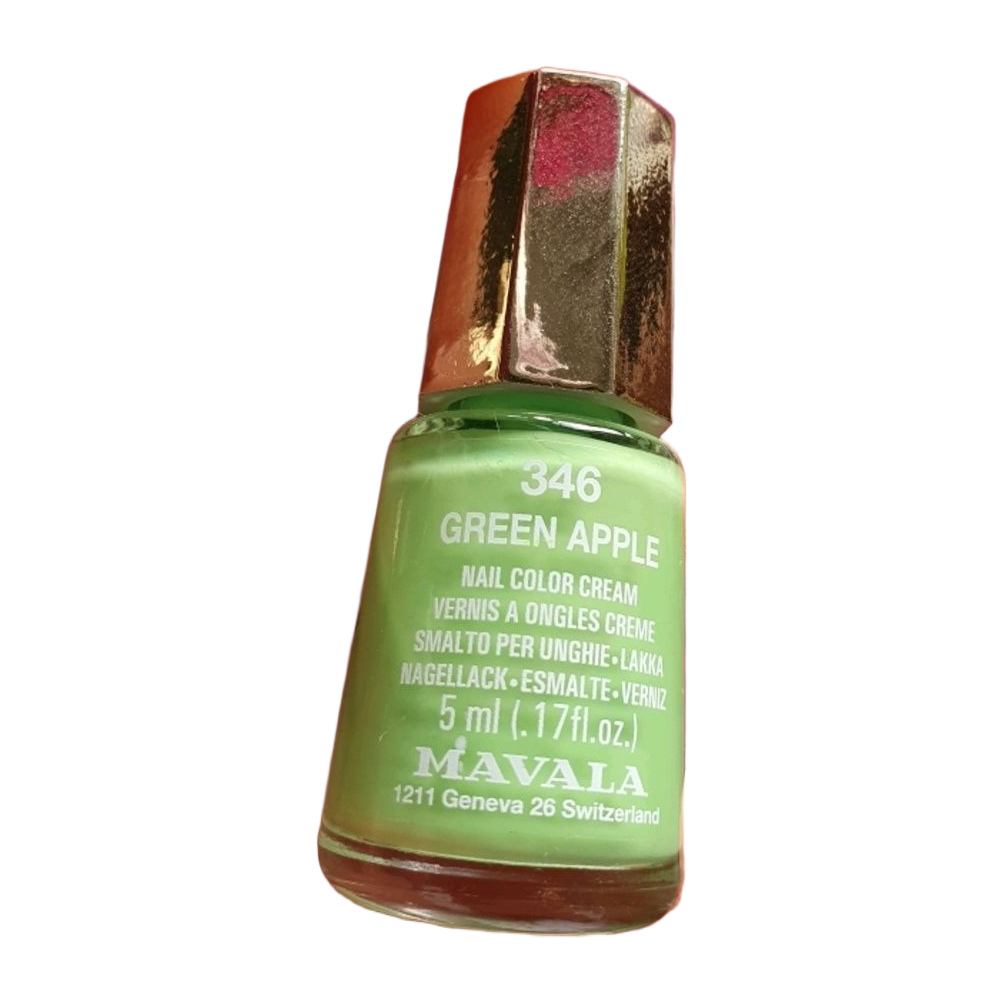 346
GREEN APPLE
NAIL COLOR CREAM
VERNIS A ONGLES CREME
SMALTO PER UNGHIE•LAKKA
NAGELLACK•ESMALTE•VERNIZ
5 ml (.17fl.oz.)
MAVALA
1211 Geneva 26 Switzerland